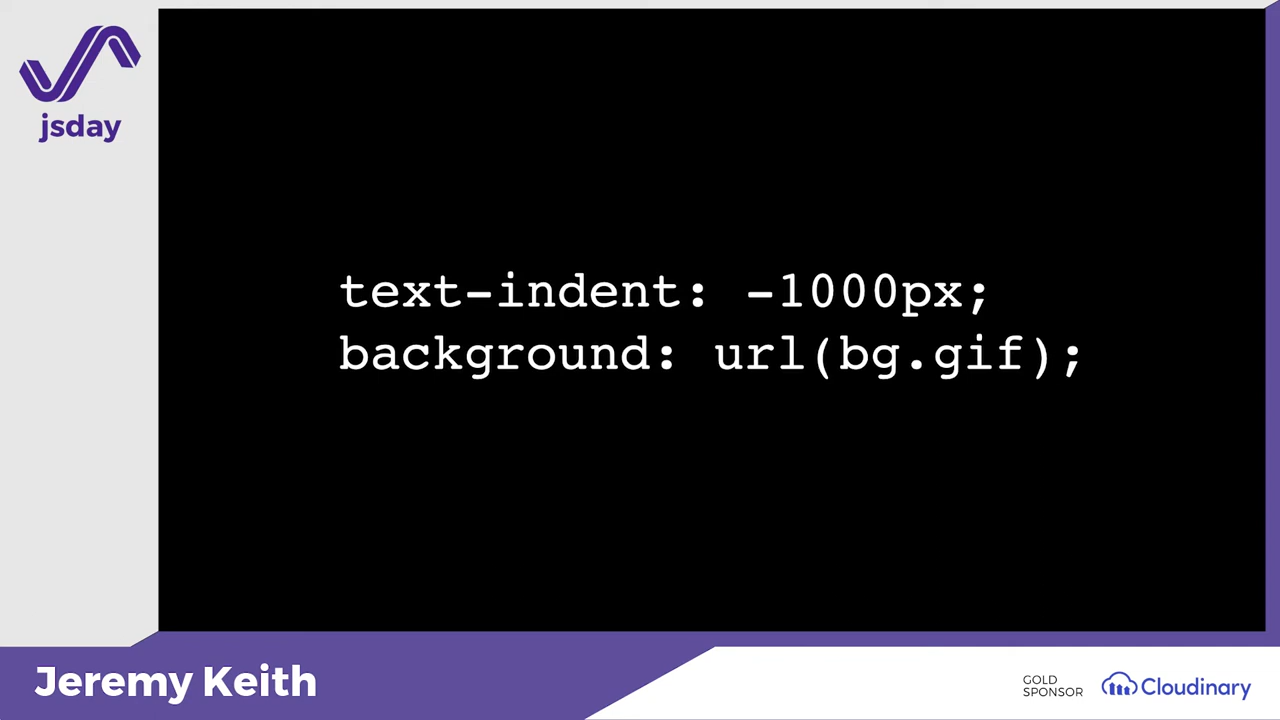 jsday
text-indent: -1000px;
background: url(bg.gif);
Jeremy Keith
GOLD
SPONSOR
Cloudinary